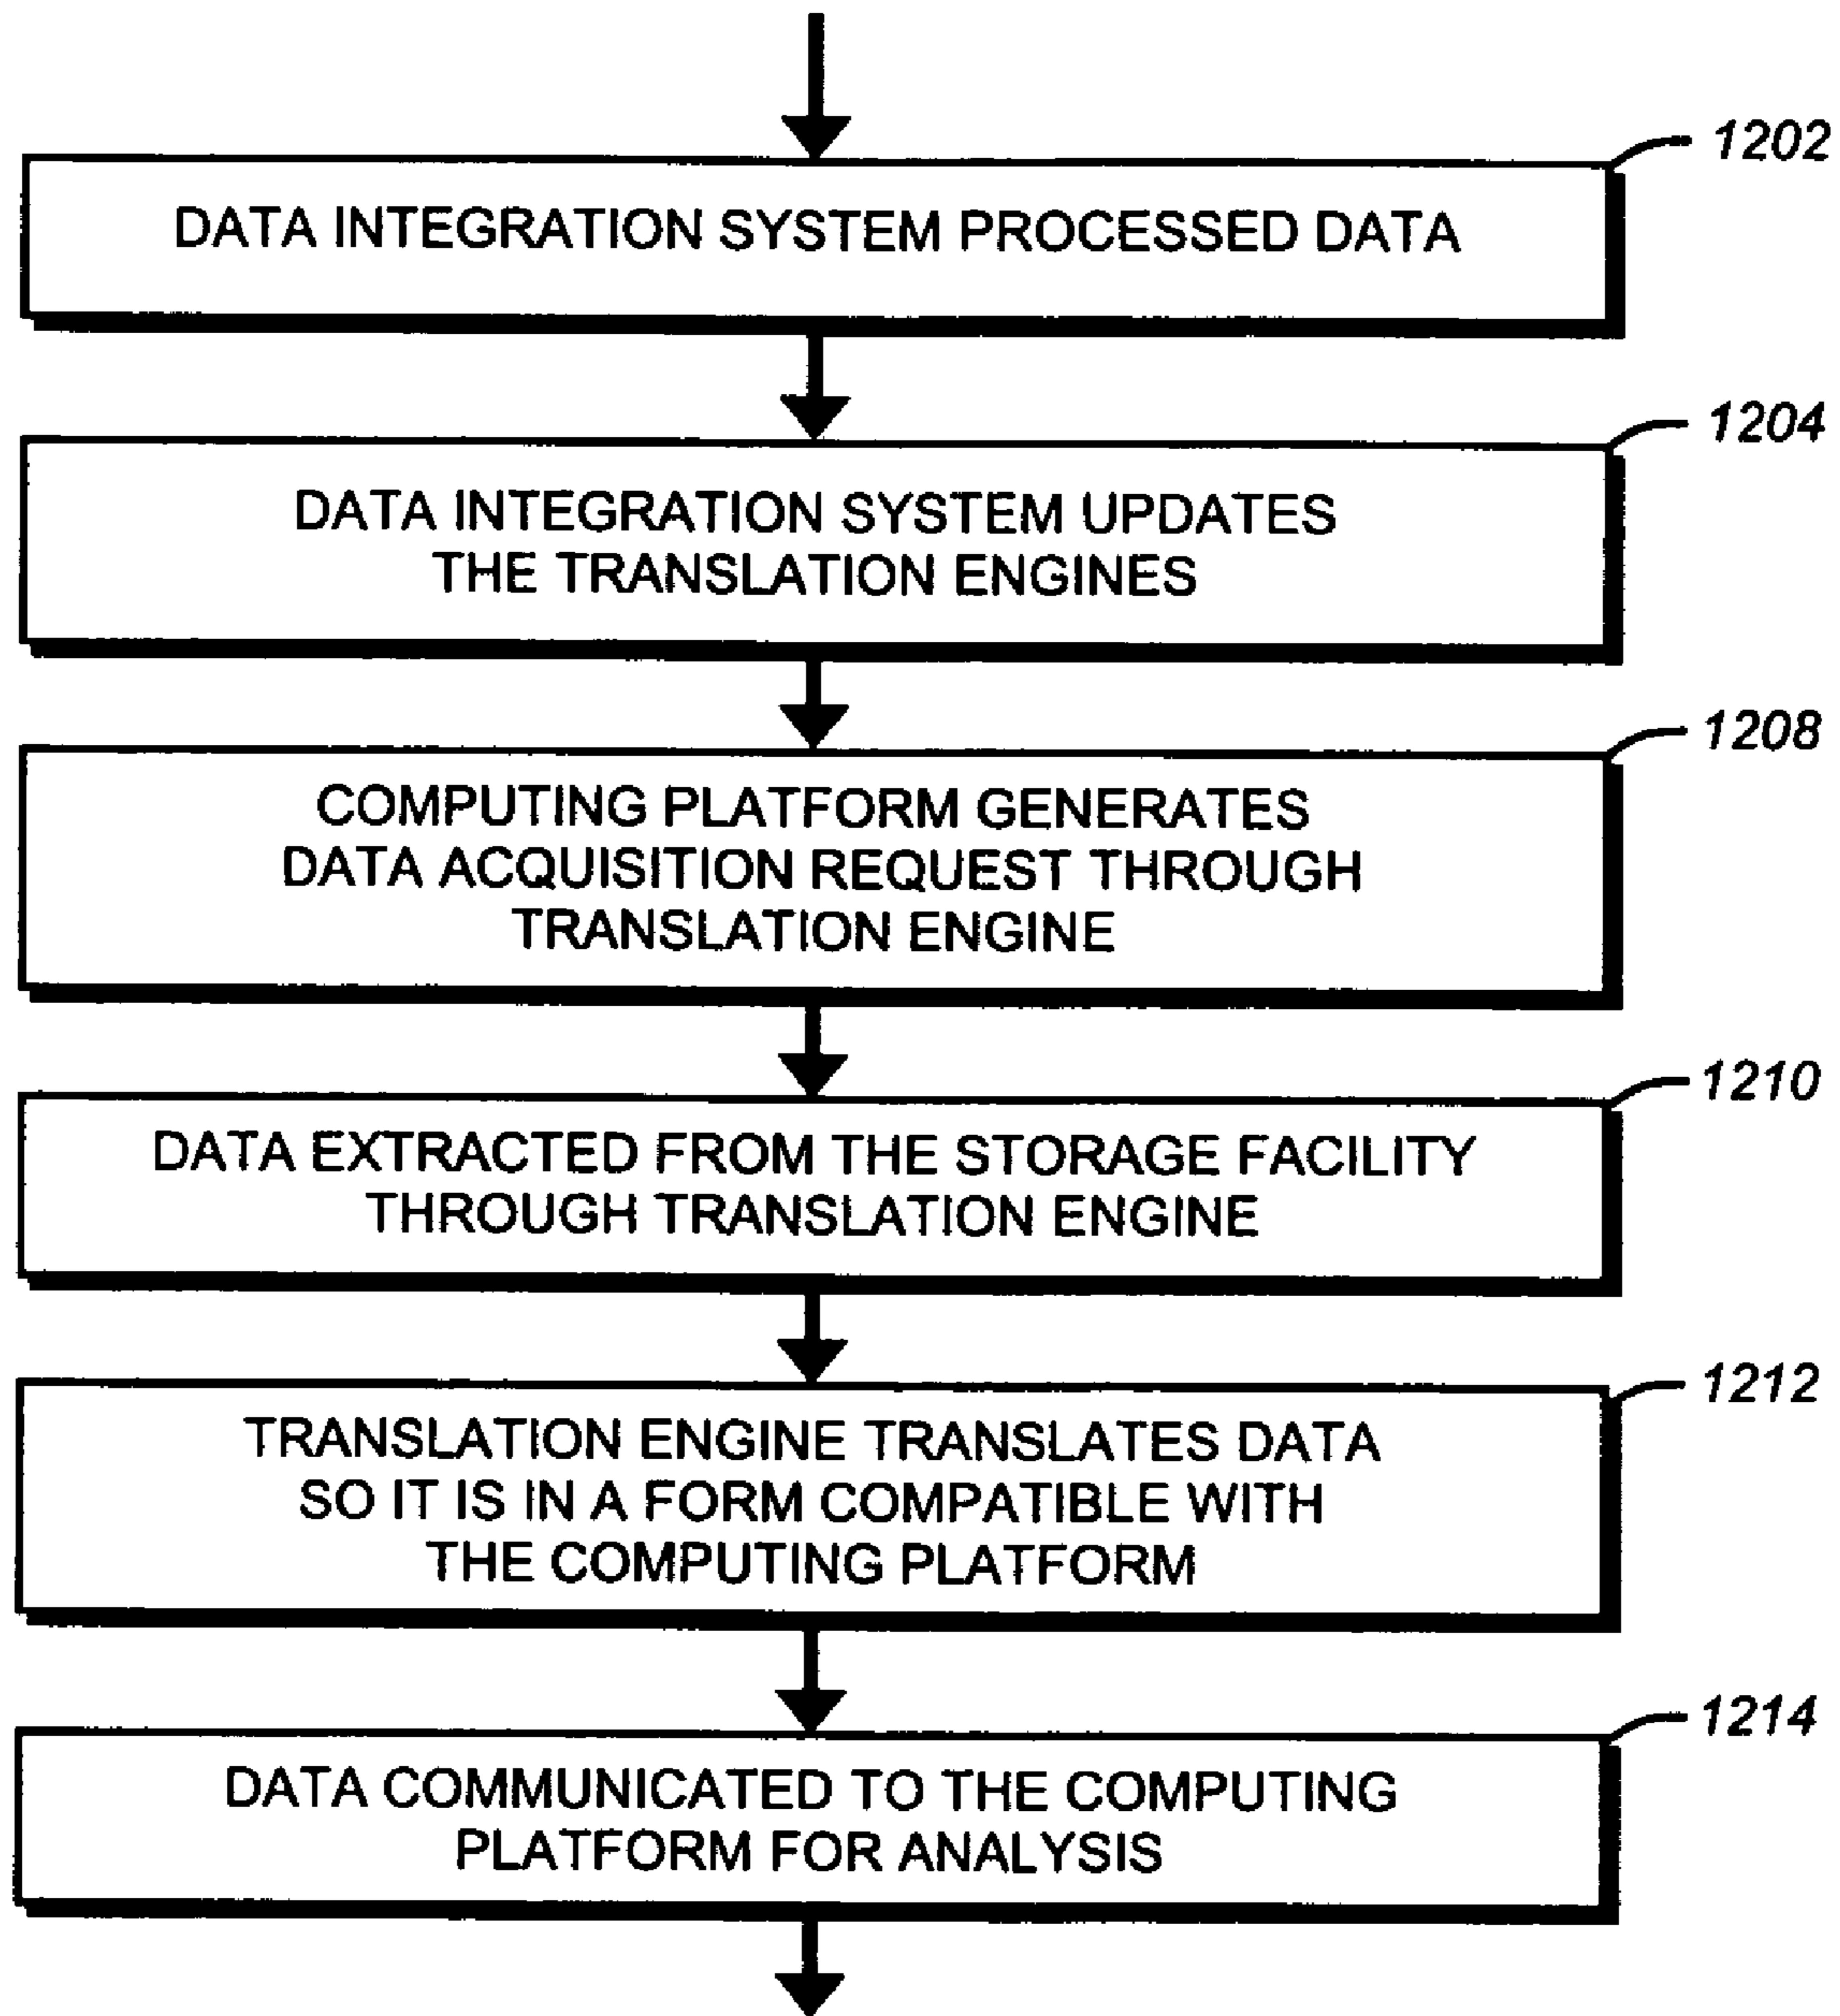 1202
DATA INTEGRATION SYSTEM PROCESSED DATA
1204
DATA INTEGRATION SYSTEM UPDATES
THE TRANSLATION ENGINES
1208
COMPUTING PLATFORM GENERATES
DATA ACQUISITION REQUEST THROUGH
TRANSLATION ENGINE
1210
DATA EXTRACTED FROM THE STORAGE FACILITY
THROUGH TRANSLATION ENGINE
1212
TRANSLATION ENGINE TRANSLATES DATA
SO IT IS IN A FORM COMPATIBLE WITH
THE COMPUTING PLATFORM
1214
DATA COMMUNICATED TO THE COMPUTING
PLATFORM FOR ANALYSIS